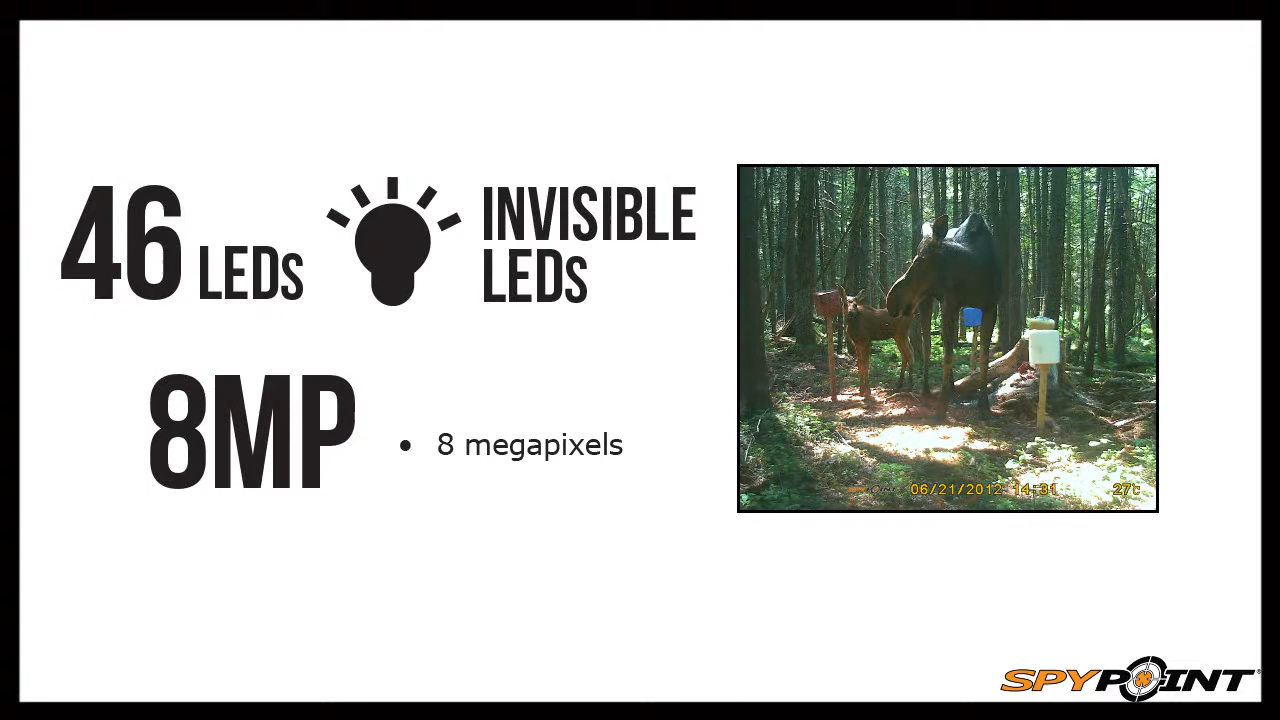 46 LEDs
INVISIBLE
LEDs
8MP
• 8 megapixels
06/21/2012 14:31 27c
SPYPOINT